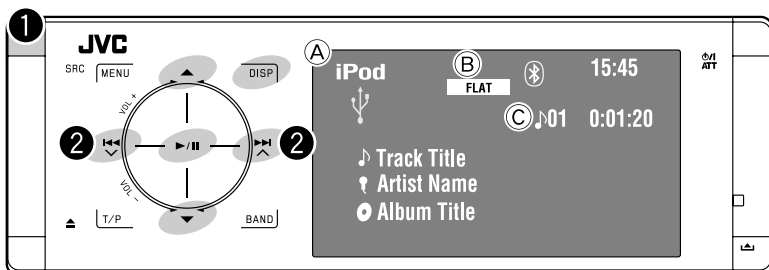 1
JVC
SRC MENU DISP
VOL +
2 2
VOL –
T/P BAND
A iPod B 15:45
FLAT
C 01 0:01:20
Track Title
Artist Name
Album Title
/I
ATT